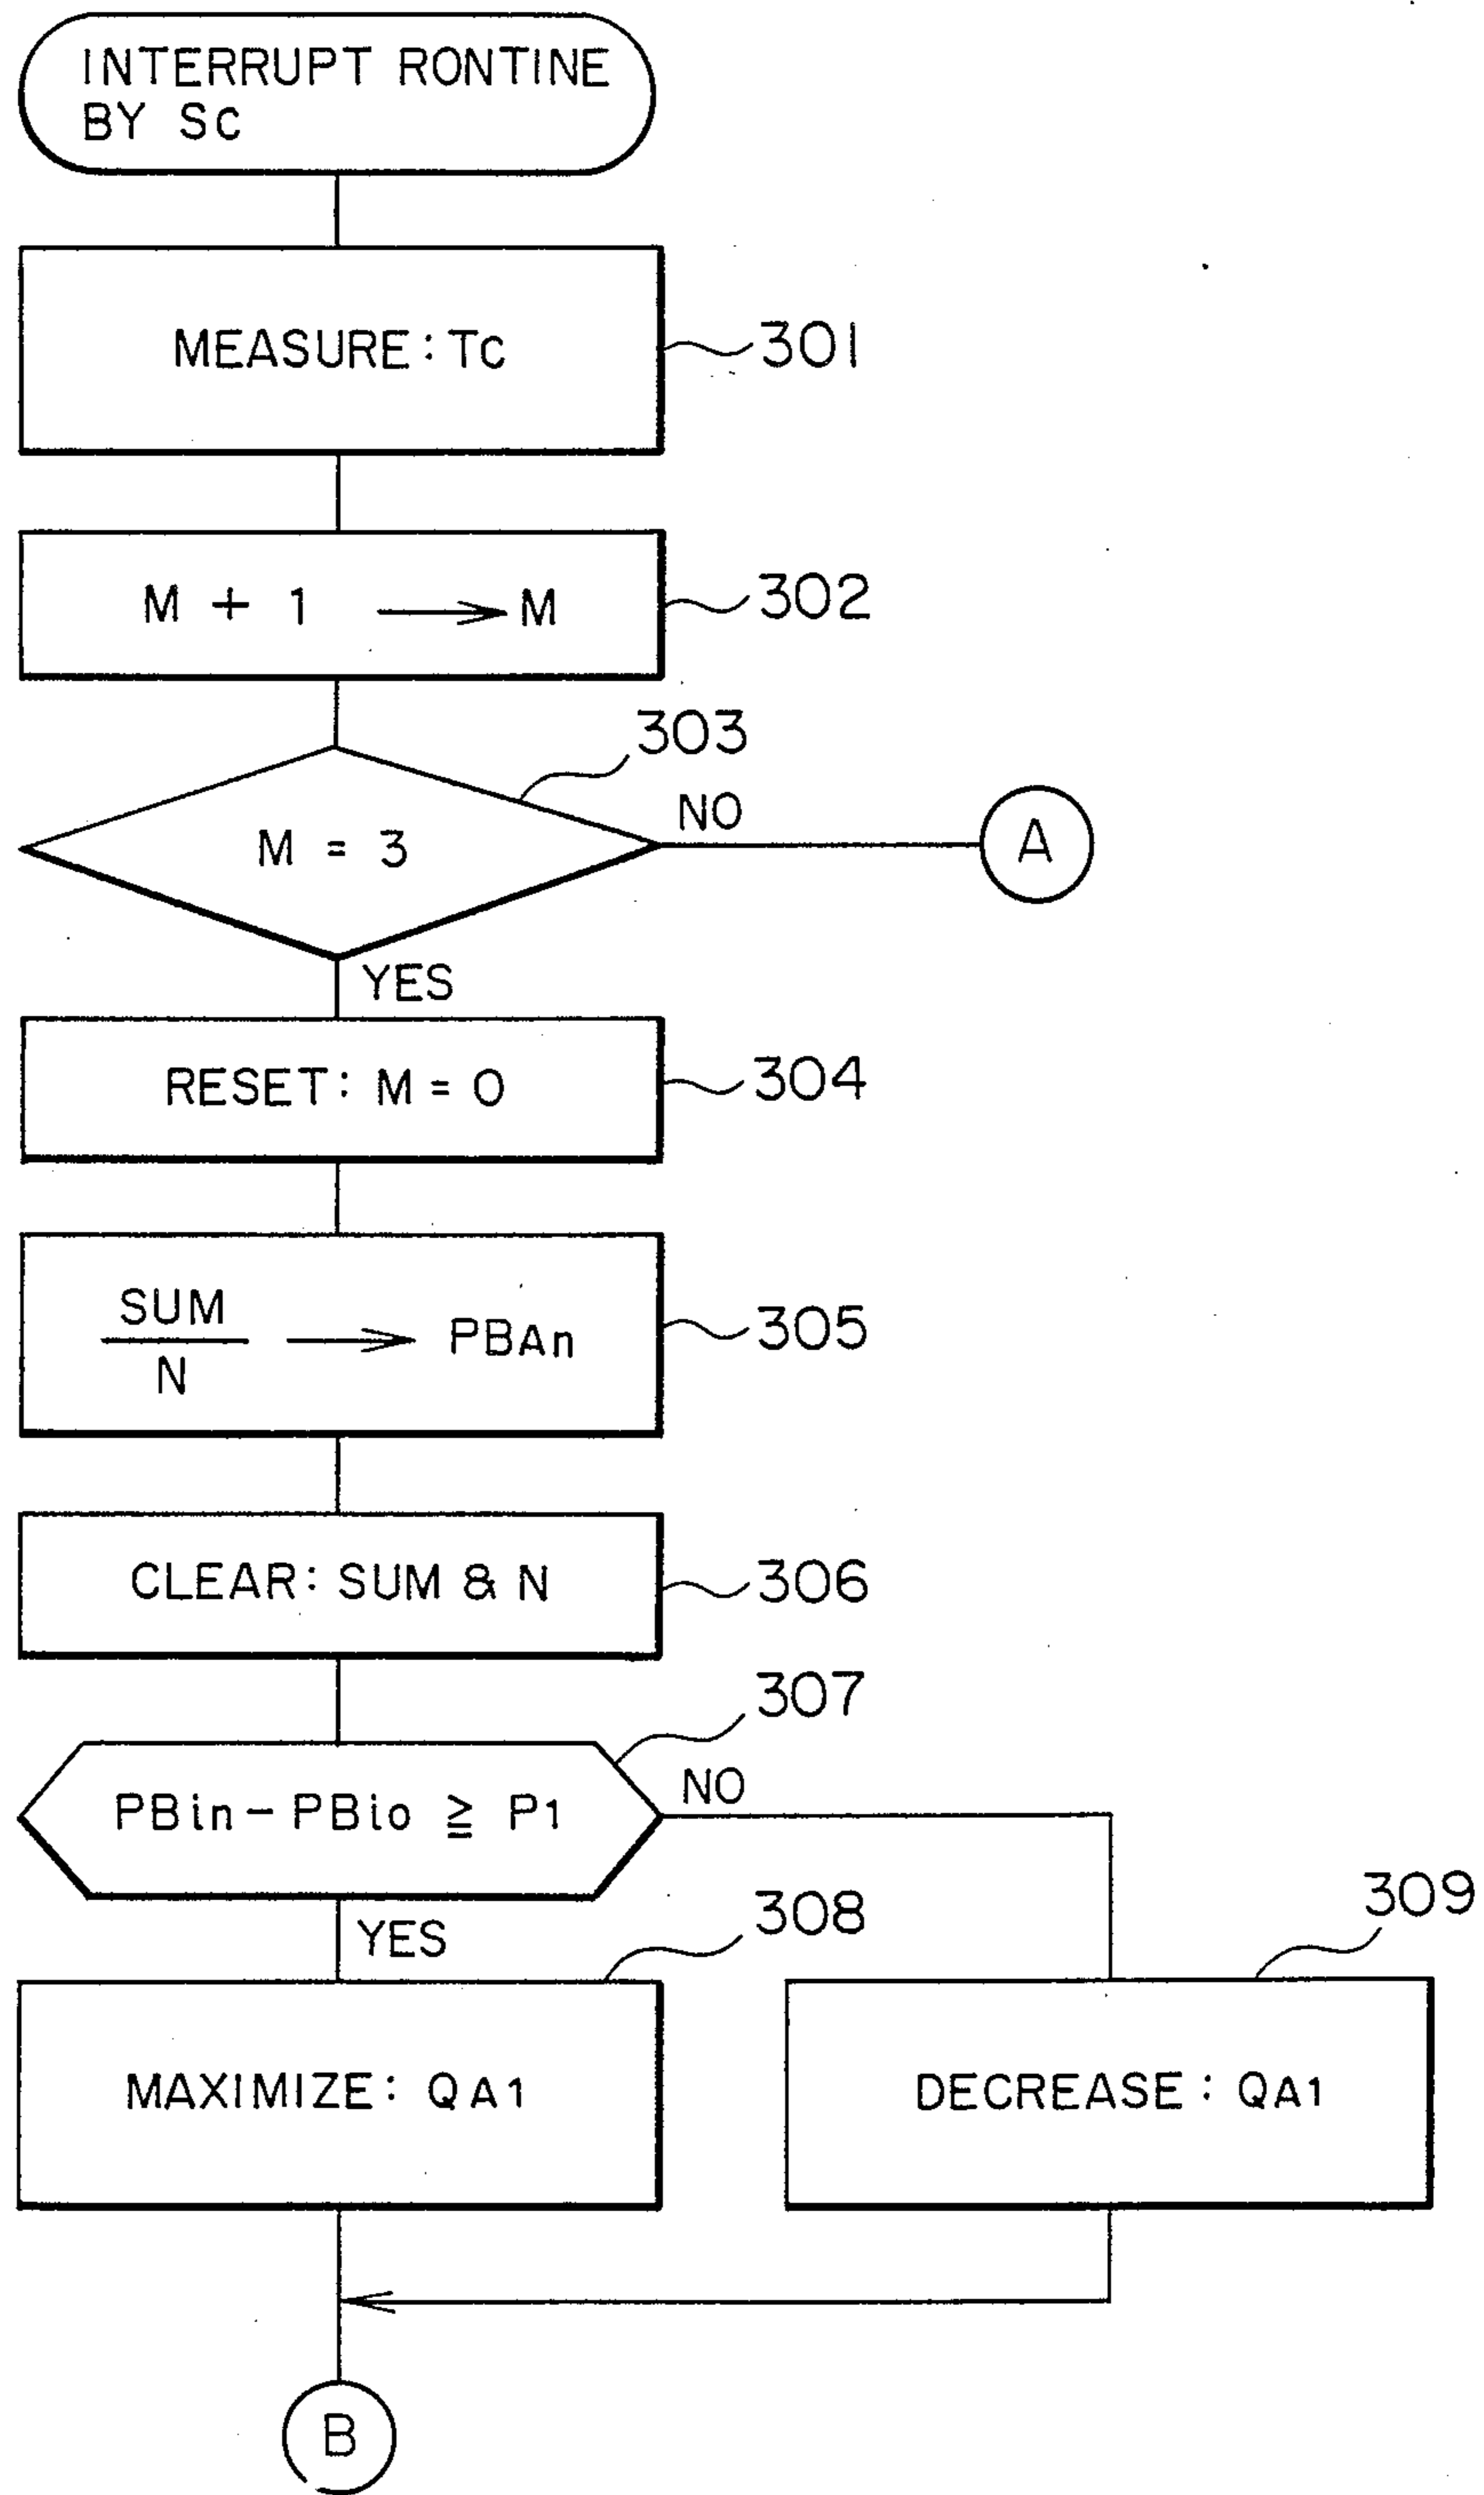 INTERRUPT RONTINE
BY SC
MEASURE: TC
301
M + 1 → M
302
303
M = 3
NO
A
YES
RESET: M = 0
304
SUM
N
→ PBAn
305
CLEAR: SUM & N
306
307
PBin-PBio ≧ P1
NO
YES
308
309
MAXIMIZE: QA1
DECREASE: QA1
B